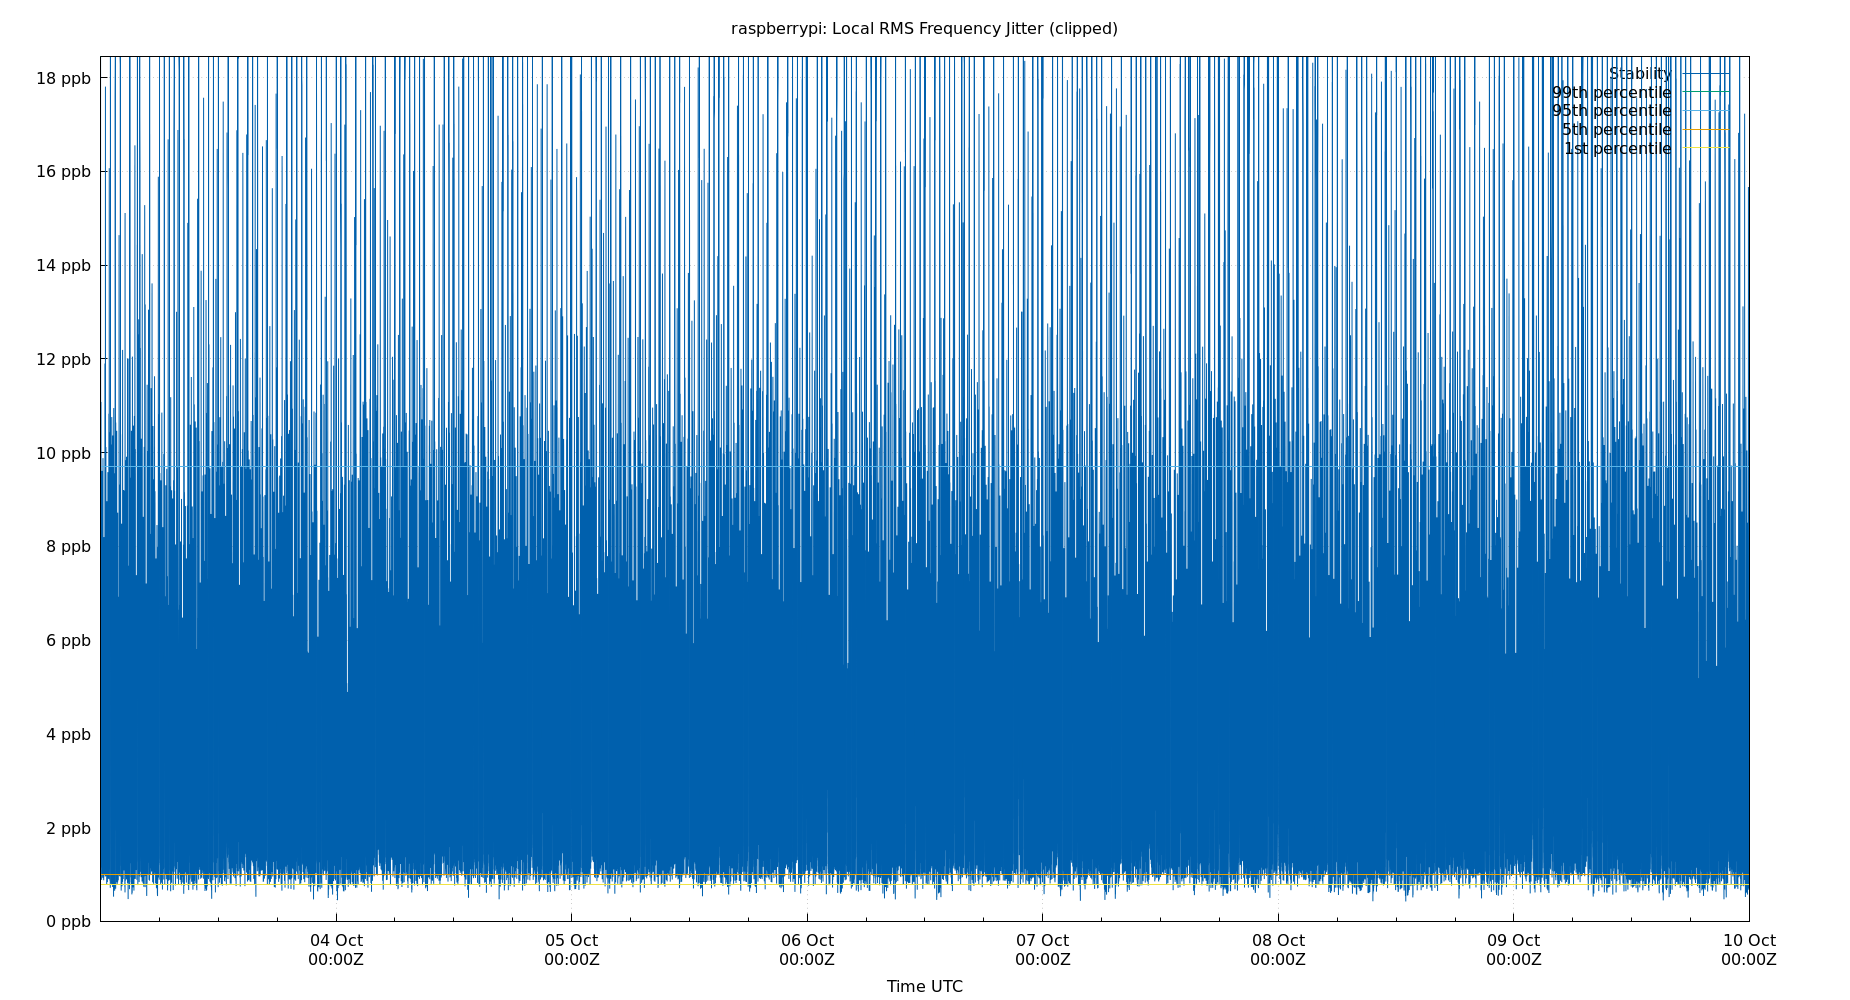 raspberrypi: Local RMS Frequency Jitter (clipped)
18 ppb
16 ppb
14 ppb
12 ppb
10 ppb
8 ppb
6 ppb
4 ppb
2 ppb
0 ppb
Stability
99th percentile
95th percentile
5th percentile
1st percentile
04 Oct
00:00Z
05 Oct
00:00Z
06 Oct
00:00Z
07 Oct
00:00Z
08 Oct
00:00Z
09 Oct
00:00Z
10 Oct
00:00Z
Time UTC